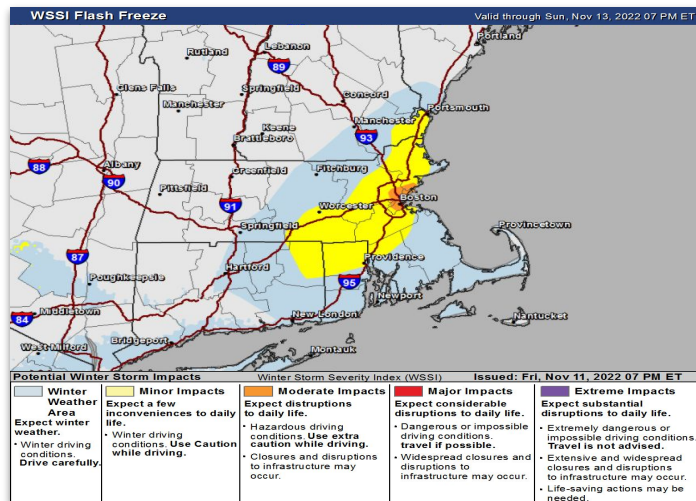 WSSI Flash Freeze
Valid through Sun, Nov 13, 2022 07 PM ET
Portland
Rutland
Lebanon
89
Glens Falls
Springfield
Manchester
Concord
Portsmouth
Manchester
Keene
93
Brattleboro
88
Albany
90
Greenfield
Fitchburg
Pittsfield
91
Worcester
Boston
Springfield
Provincetown
87
Hartford
Providence
Poughkeepsie
95
Newport
84
Middletown
New London
Nantucket
Bridgeport
West Milford
Montauk
Potential Winter Storm Impacts
Winter Storm Severity Index (WSSI)
Issued: Fri, Nov 11, 2022 07 PM ET
Winter
Weather
Area
Expect winter
weather.
• Winter driving
conditions.
Drive carefully.
Minor Impacts
Expect a few
inconveniences to daily
life.
• Winter driving
conditions. Use Caution
while driving.
Moderate Impacts
Expect distruptions
to daily life.
• Hazardous driving
conditions. Use extra
caution while driving.
• Closures and disruptions
to infrastructure may
occur.
Major Impacts
Expect considerable
disruptions to daily life.
• Dangerous or impossible
driving conditions. Avoid
travel if possible.
• Widespread closures and
disruptions to
infrastructure may occur.
Extreme Impacts
Expect substantial
disruptions to daily life.
• Extremely dangerous or
impossible driving conditions.
Travel is not advised.
• Extensive and widespread
closures and disruptions
to infrastructure may occur.
• Life-saving actions may be
needed.